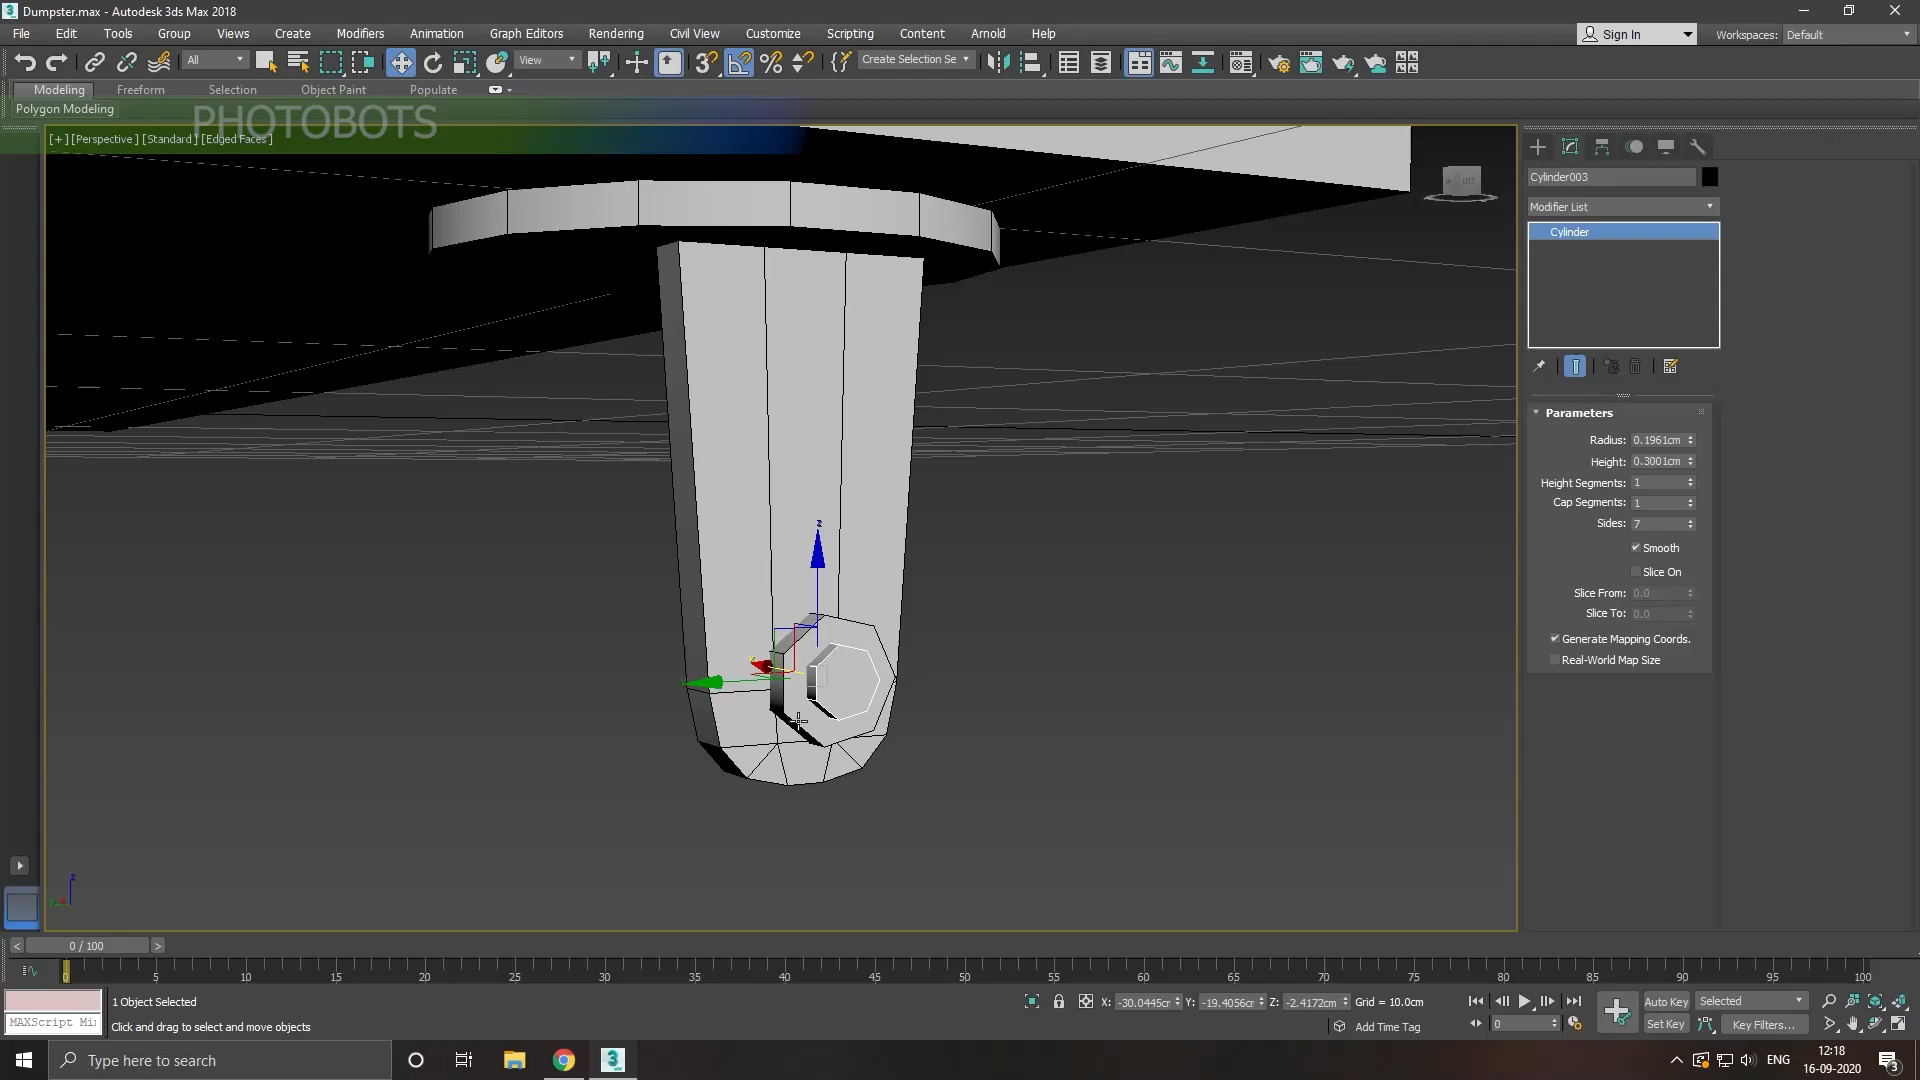 Dumpster.max - Autodesk 3ds Max 2018
File Edit Tools Group Views Create Modifiers Animation Graph Editors Rendering Civil View Customize Scripting Content Arnold Help
Sign In
Workspaces: Default
All
View
Create Selection Se
Modeling Freeform Selection Object Paint Populate
Polygon Modeling
PHOTOBOTS
[+] [Perspective] [Standard] [Edged Faces]
Cylinder003
Modifier List
Cylinder
Parameters
Radius: 0.1961cm
Height: 0.3001cm
Height Segments: 1
Cap Segments: 1
Sides: 7
Smooth
Slice On
Slice From: 0.0
Slice To: 0.0
Generate Mapping Coords.
Real-World Map Size
z
z
0 / 100
0 5 10 15 20 25 30 35 40 45 50 55 60 65 70 75 80 85 90 95 100
1 Object Selected
X: -30.0445cr Y: -19.4056cr Z: -2.4172cm Grid = 10.0cm
Auto Key Selected
MAXScript Mi
Click and drag to select and move objects
Add Time Tag
0
Set Key Key Filters...
Type here to search
ENG
12:18
16-09-2020
3